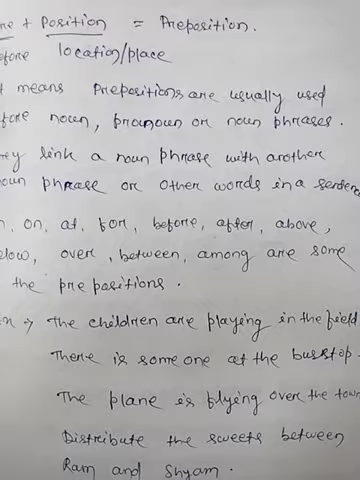 re + Position = Preposition.
efore location/place
t means Prepositions are usually used
efore noun, pronoun or noun phrases.
hey link a noun phrase with another
oun phrase or other words in a sentenc
n, on, at, for, before, after, above,
elow, over, between, among are some
the prepositions.
x → The children are playing in the field
There is some one at the busstop.
The plane is flying over the town
Distribute the sweets between
Ram and Shyam.